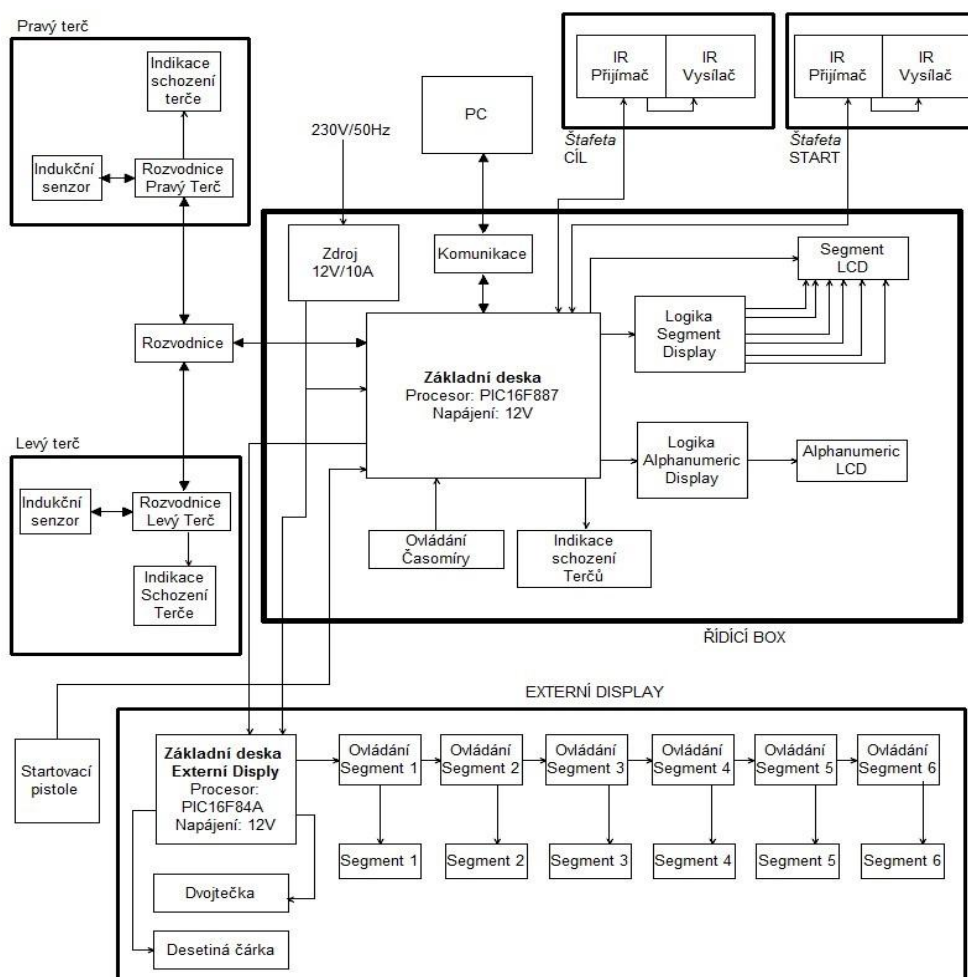 Pravý terč
Indikace
schození
terče
Indukční
senzor
Rozvodnice
Pravý Terč
230V/50Hz
PC
IR
Přijímač
IR
Vysílač
Štafeta
CÍL
IR
Přijímač
IR
Vysílač
Štafeta
START
Zdroj
12V/10A
Komunikace
Segment
LCD
Rozvodnice
Základní deska
Procesor: PIC16F887
Napájení: 12V
Logika
Segment
Display
Logika
Alphanumeric
Display
Alphanumeric
LCD
Levý terč
Indukční
senzor
Rozvodnice
Levý Terč
Indikace
Schození
Terče
Ovládání
Časomíry
Indikace
schození
Terčů
ŘÍDÍCÍ BOX
EXTERNÍ DISPLAY
Startovací
pistole
Základní deska
Externí Disply
Procesor:
PIC16F84A
Napájení: 12V
Ovládání
Segment 1
Ovládání
Segment 2
Ovládání
Segment 3
Ovládání
Segment 4
Ovládání
Segment 5
Ovládání
Segment 6
Segment 1
Segment 2
Segment 3
Segment 4
Segment 5
Segment 6
Dvojtečka
Desetiná čárka